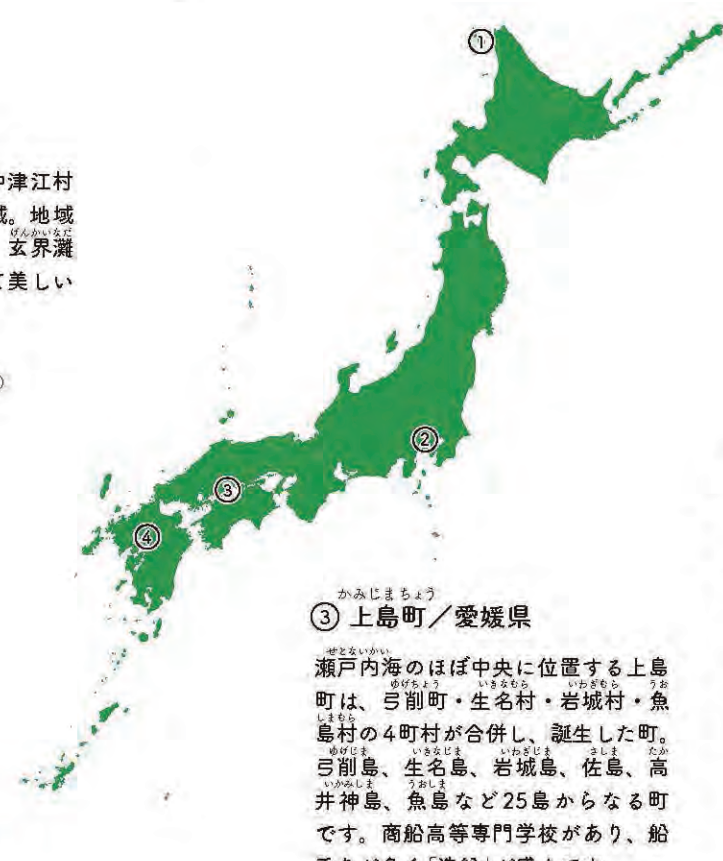 中津江村
域。地域
げんかいなだ
玄界灘
て美しい
①
②
③
④
かみじまちょう
③ 上島町／愛媛県
せとないかい
瀬戸内海のほぼ中央に位置する上島
ゆげちょう いきなむら いわぎむら うお
町は、弓削町・生名村・岩城村・魚
しまむら
島村の4町村が合併し、誕生した町。
ゆげじま いきなじま いわぎじま さしま たか
弓削島、生名島、岩城島、佐島、高
いかみしま うおしま
井神島、魚島など25島からなる町
です。商船高等専門学校があり、船